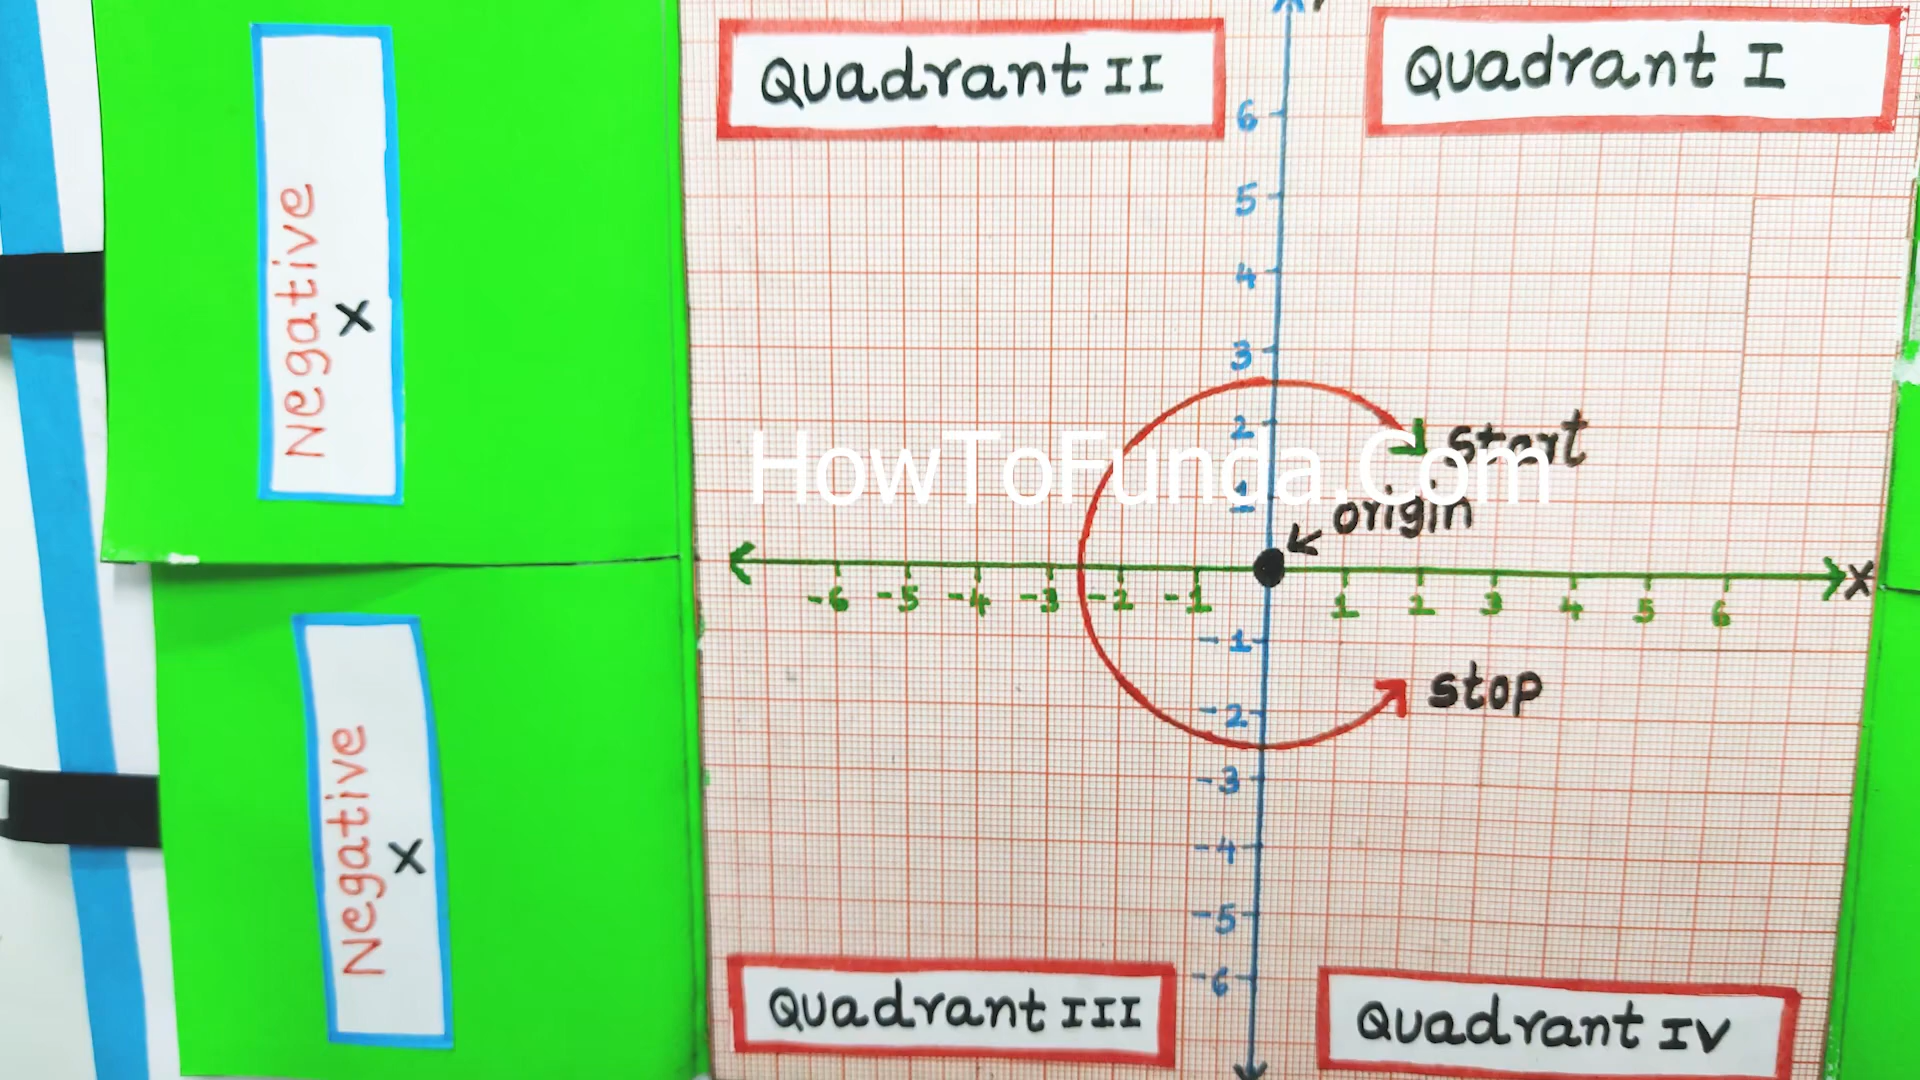 Quadrant II
Quadrant I
Negative
X
6
5
4
3
2
1
start
HowToFunda.Com
origin
-6 -5 -4 -3 -2 -1 1 2 3 4 5 6
X
-1
-2
-3
-4
-5
-6
stop
Negative
X
Quadrant III
Quadrant IV